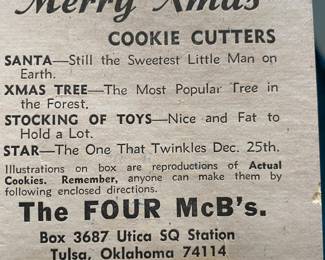 Merry Xmas
COOKIE CUTTERS
SANTA—Still the Sweetest Little Man on
Earth.
XMAS TREE—The Most Popular Tree in
the Forest.
STOCKING OF TOYS—Nice and Fat to
Hold a Lot.
STAR—The One That Twinkles Dec. 25th.
Illustrations on box are reproductions of Actual
Cookies. Remember, anyone can make them by
following enclosed directions.
The FOUR McB's.
Box 3687 Utica SQ Station
Tulsa, Oklahoma 74114